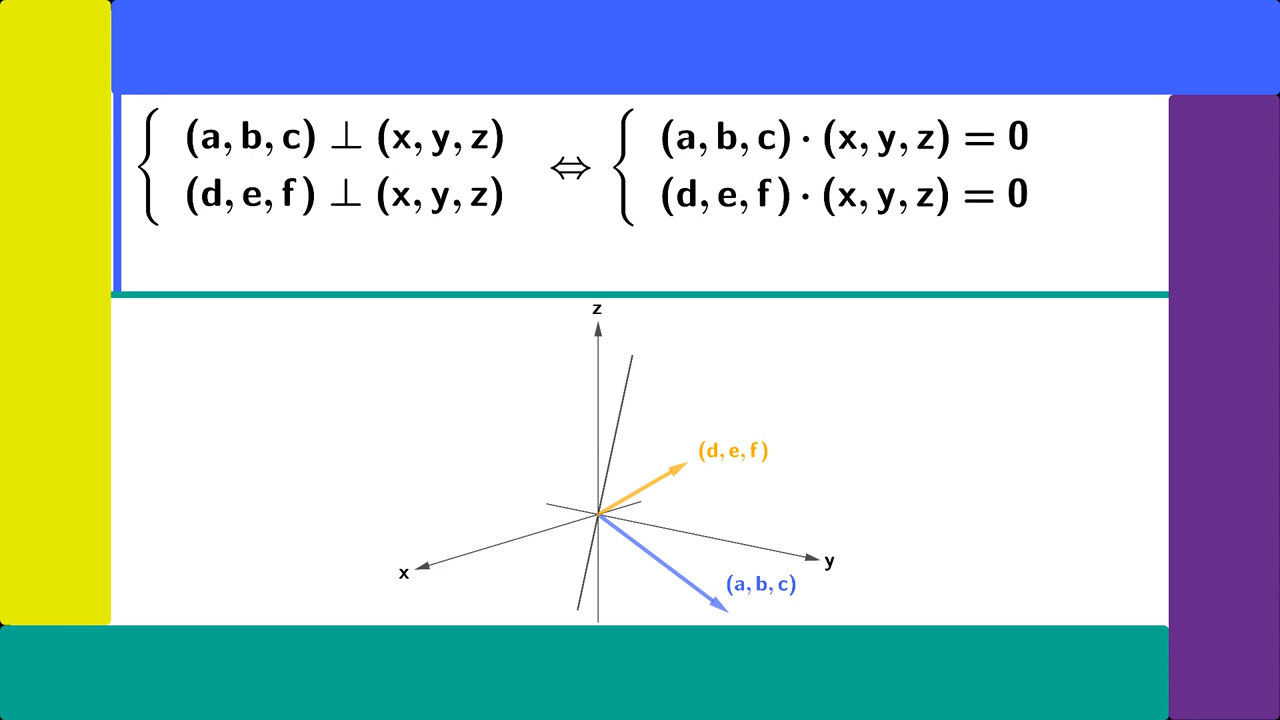 (a, b, c) ⊥ (x, y, z) ⇔ (a, b, c) · (x, y, z) = 0
(d, e, f) ⊥ (x, y, z) (d, e, f) · (x, y, z) = 0
z
(d, e, f)
y
x
(a, b, c)